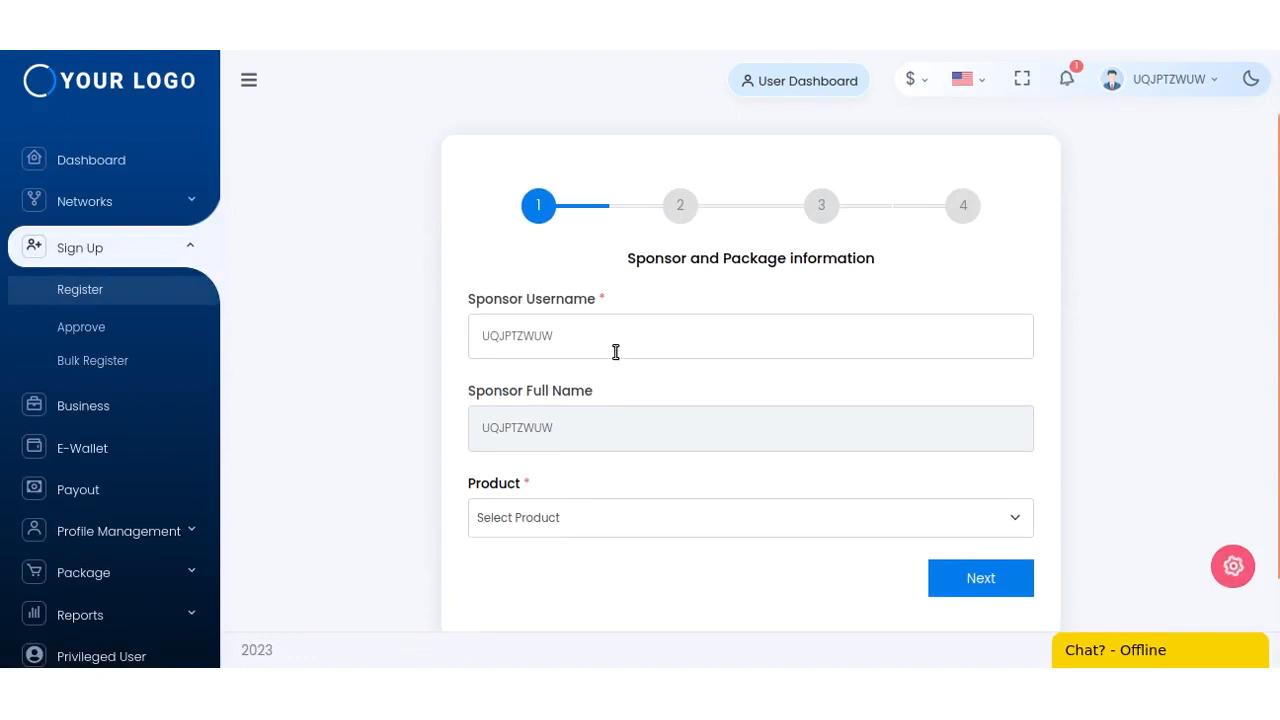 YOUR LOGO
User Dashboard
$
1
UQJPTZWUW
Dashboard
Networks
Sign Up
Register
Approve
Bulk Register
Business
E-Wallet
Payout
Profile Management
Package
Reports
Privileged User
1 2 3 4
Sponsor and Package information
Sponsor Username *
UQJPTZWUW
Sponsor Full Name
UQJPTZWUW
Product *
Select Product
Next
2023
Chat? - Offline